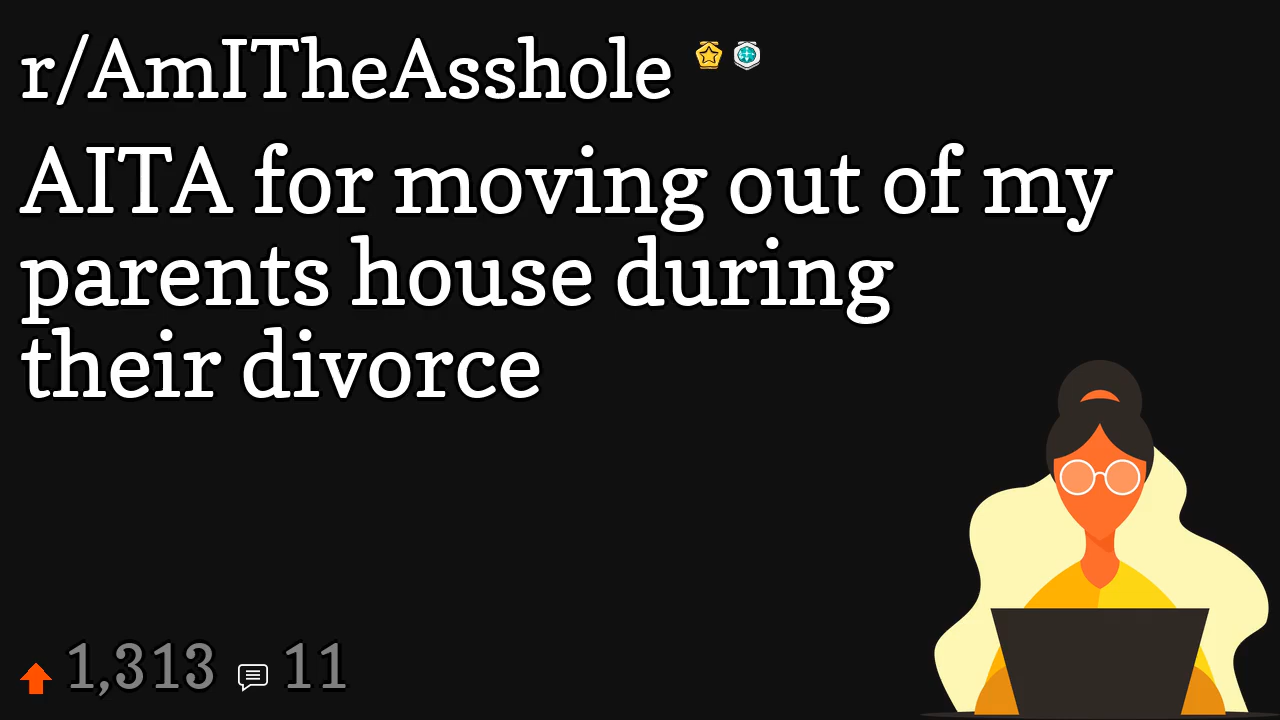 r/AmITheAsshole
AITA for moving out of my
parents house during
their divorce
1,313 11